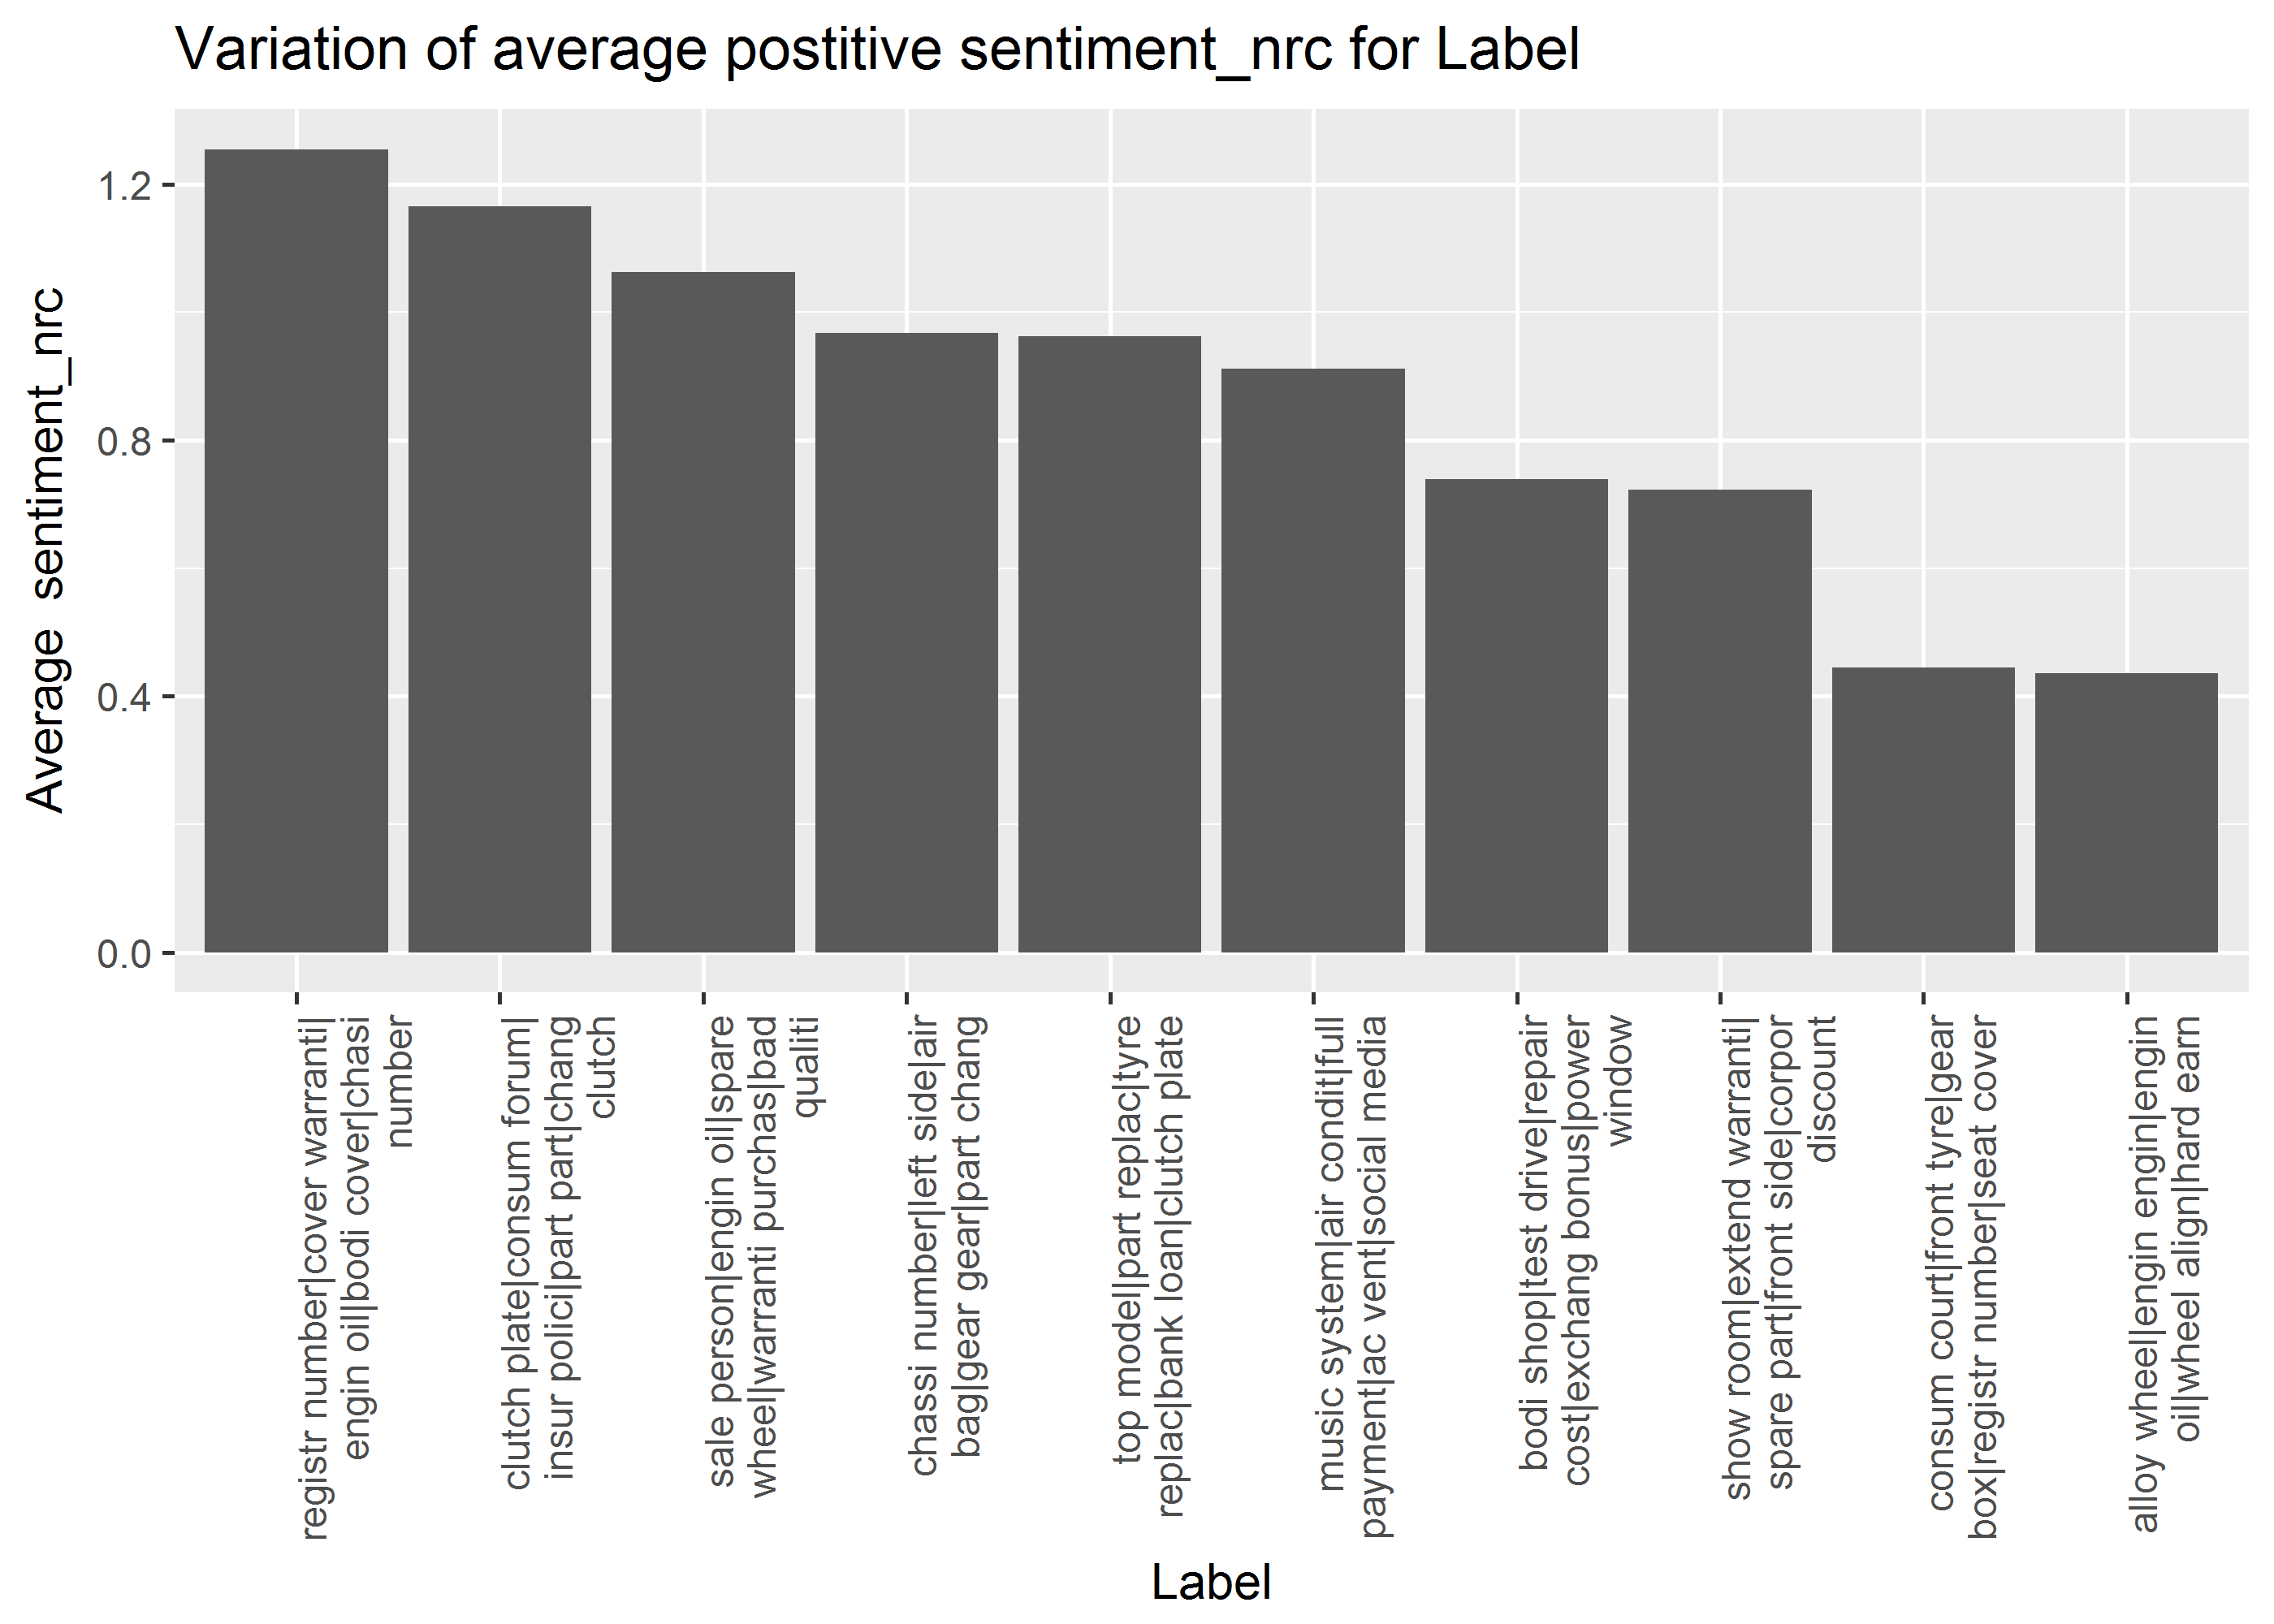 Variation of average postitive sentiment_nrc for Label
Average  sentiment_nrc
1.2
0.8
0.4
0.0
registr number|cover warranti|
engin oil|bodi cover|chasi
number
clutch plate|consum forum|
insur polici|part part|chang
clutch
sale person|engin oil|spare
wheel|warranti purchas|bad
qualiti
chassi number|left side|air
bag|gear gear|part chang
top model|part replac|tyre
replac|bank loan|clutch plate
music system|air condit|full
payment|ac vent|social media
bodi shop|test drive|repair
cost|exchang bonus|power
window
show room|extend warranti|
spare part|front side|corpor
discount
consum court|front tyre|gear
box|registr number|seat cover
alloy wheel|engin engin|engin
oil|wheel align|hard earn
Label